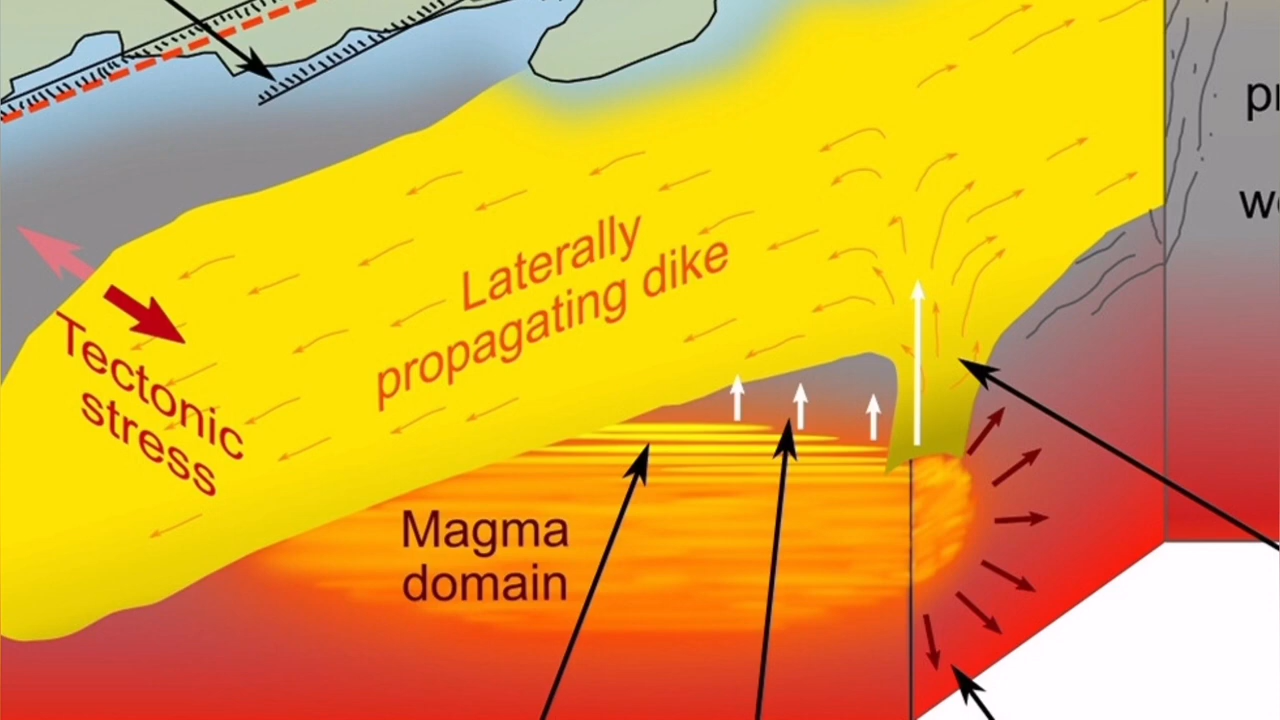 Laterally
propagating dike
Tectonic
stress
Magma
domain